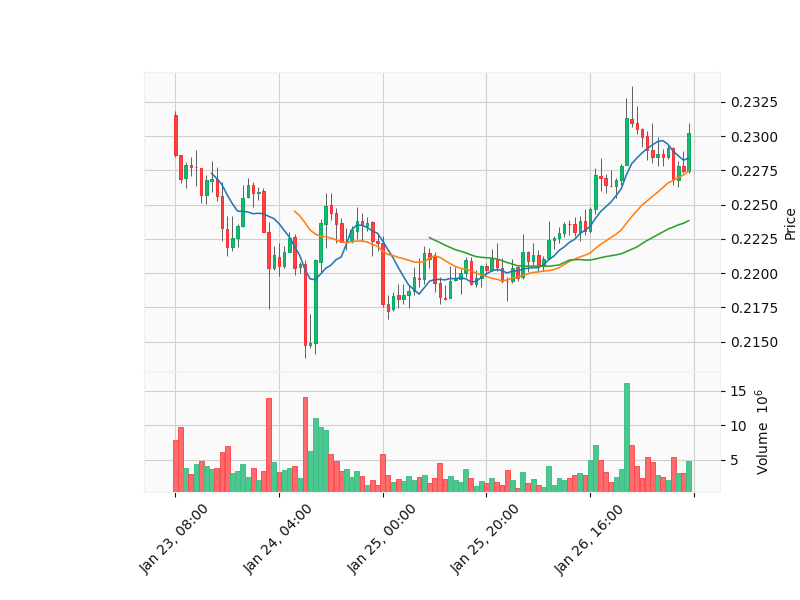 0.2325
0.2300
0.2275
0.2250
0.2225
0.2200
0.2175
0.2150
Price
15
10
5
Volume 10⁶
Jan 23, 08:00
Jan 24, 04:00
Jan 25, 00:00
Jan 25, 20:00
Jan 26, 16:00